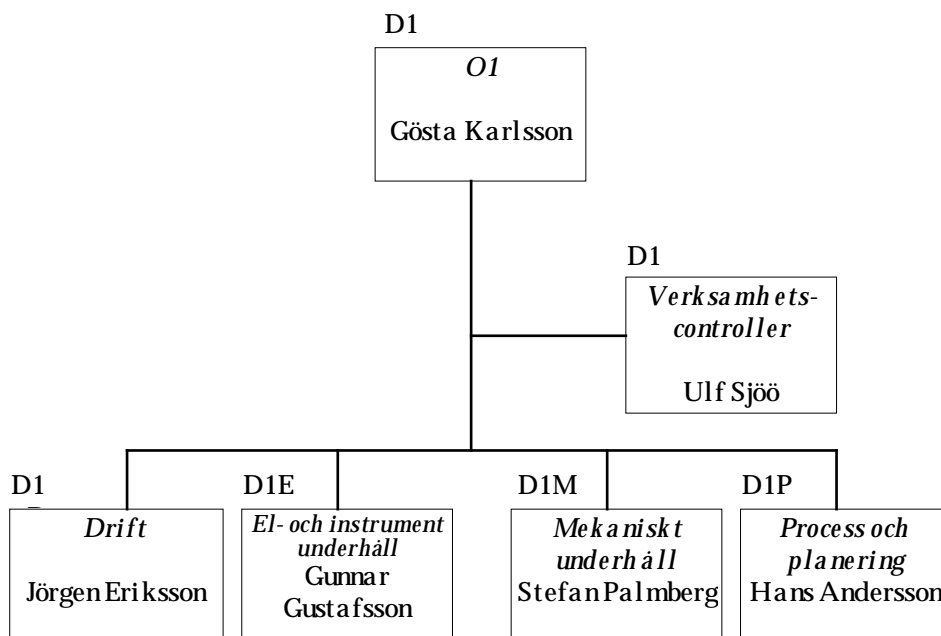 D1
O1
Gösta Karlsson
D1
Verksamhets-
controller
Ulf Sjöö
D1
Drift
Jörgen Eriksson
D1E
El- och instrument
underhåll
Gunnar
Gustafsson
D1M
Mekaniskt
underhåll
Stefan Palmberg
D1P
Process och
planering
Hans Andersson